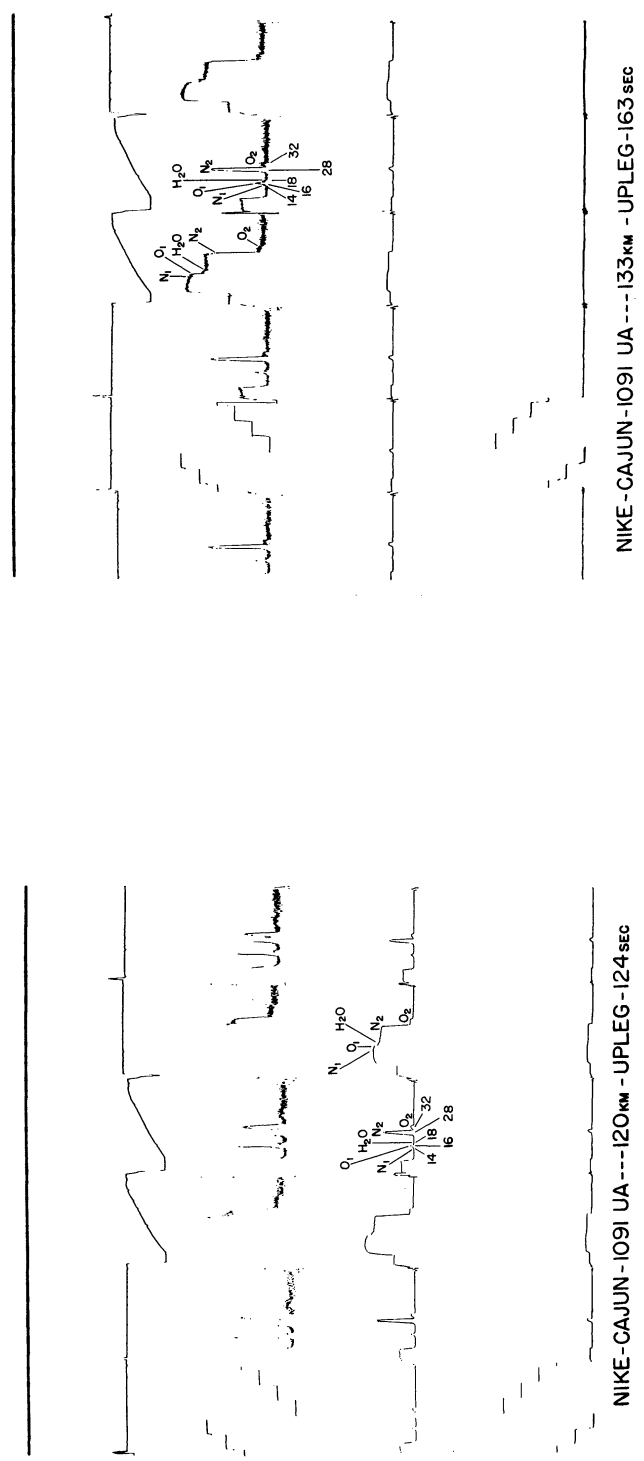 N₁ O₁ H₂O N₂ O₂
14 16 18 28 32
N₁ O₁ H₂O N₂ O₂
NIKE-CAJUN-1091 UA ---120KM -UPLEG-124SEC
N₁ O₁ H₂O N₂ O₂
N₁ O₁ H₂O N₂ O₂
14 16 18 28 32
NIKE-CAJUN-1091 UA ---133KM -UPLEG-163SEC